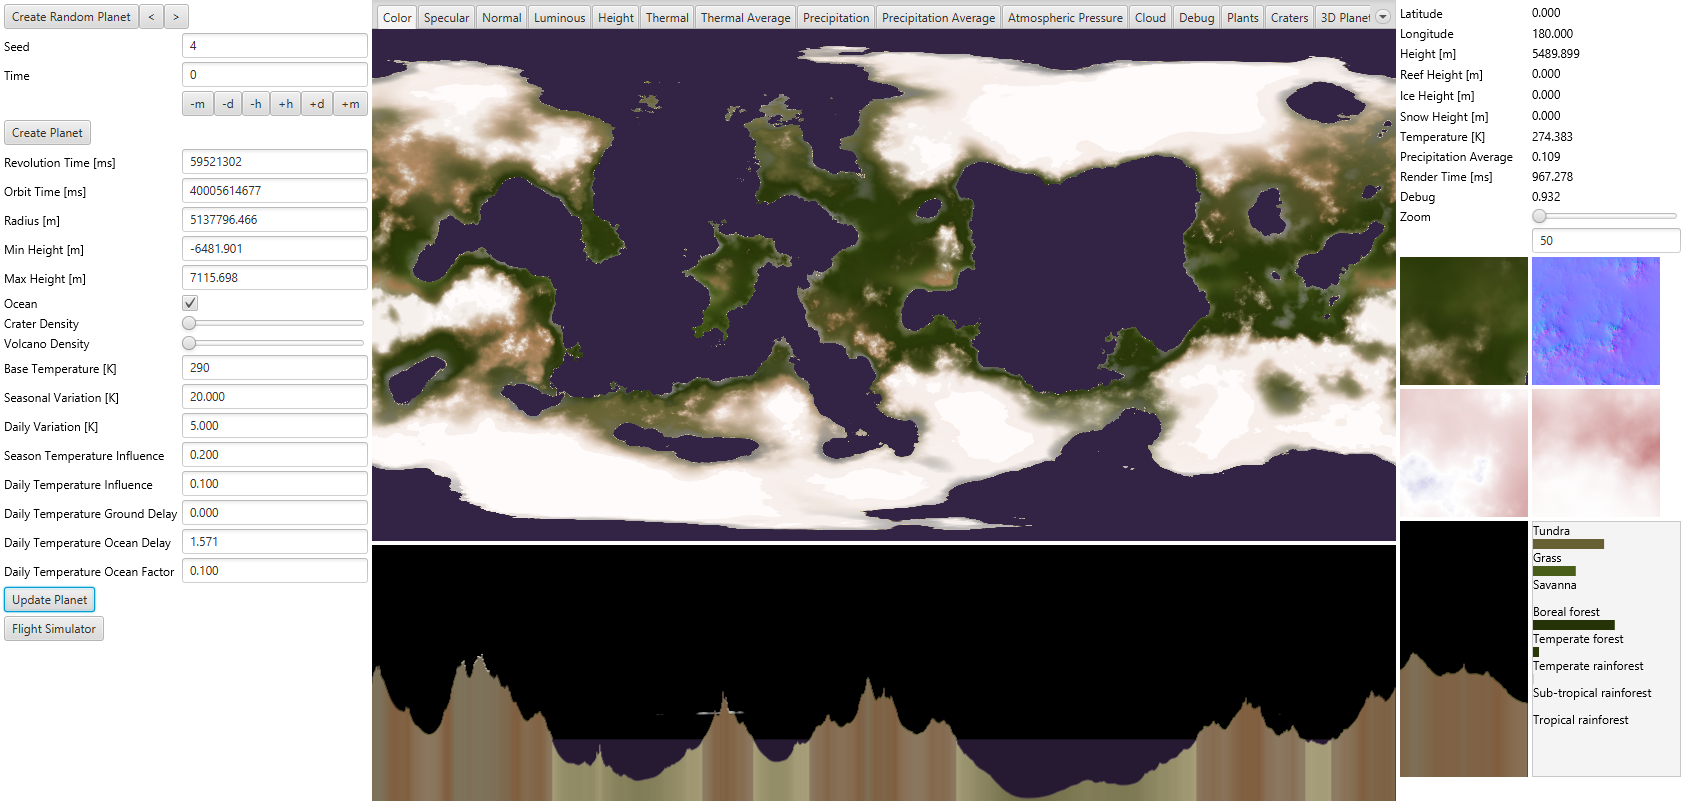 Create Random Planet < >
Seed 4
Time 0
-m -d -h +h +d +m
Create Planet
Revolution Time [ms] 59521302
Orbit Time [ms] 40005614677
Radius [m] 5137796.466
Min Height [m] -6481.901
Max Height [m] 7115.698
Ocean
Crater Density
Volcano Density
Base Temperature [K] 290
Seasonal Variation [K] 20.000
Daily Variation [K] 5.000
Season Temperature Influence 0.200
Daily Temperature Influence 0.100
Daily Temperature Ground Delay 0.000
Daily Temperature Ocean Delay 1.571
Daily Temperature Ocean Factor 0.100
Update Planet
Flight Simulator
Color Specular Normal Luminous Height Thermal Thermal Average Precipitation Precipitation Average Atmospheric Pressure Cloud Debug Plants Craters 3D Planet
Latitude 0.000
Longitude 180.000
Height [m] 5489.899
Reef Height [m] 0.000
Ice Height [m] 0.000
Snow Height [m] 0.000
Temperature [K] 274.383
Precipitation Average 0.109
Render Time [ms] 967.278
Debug 0.932
Zoom
50
Tundra
Grass
Savanna
Boreal forest
Temperate forest
Temperate rainforest
Sub-tropical rainforest
Tropical rainforest